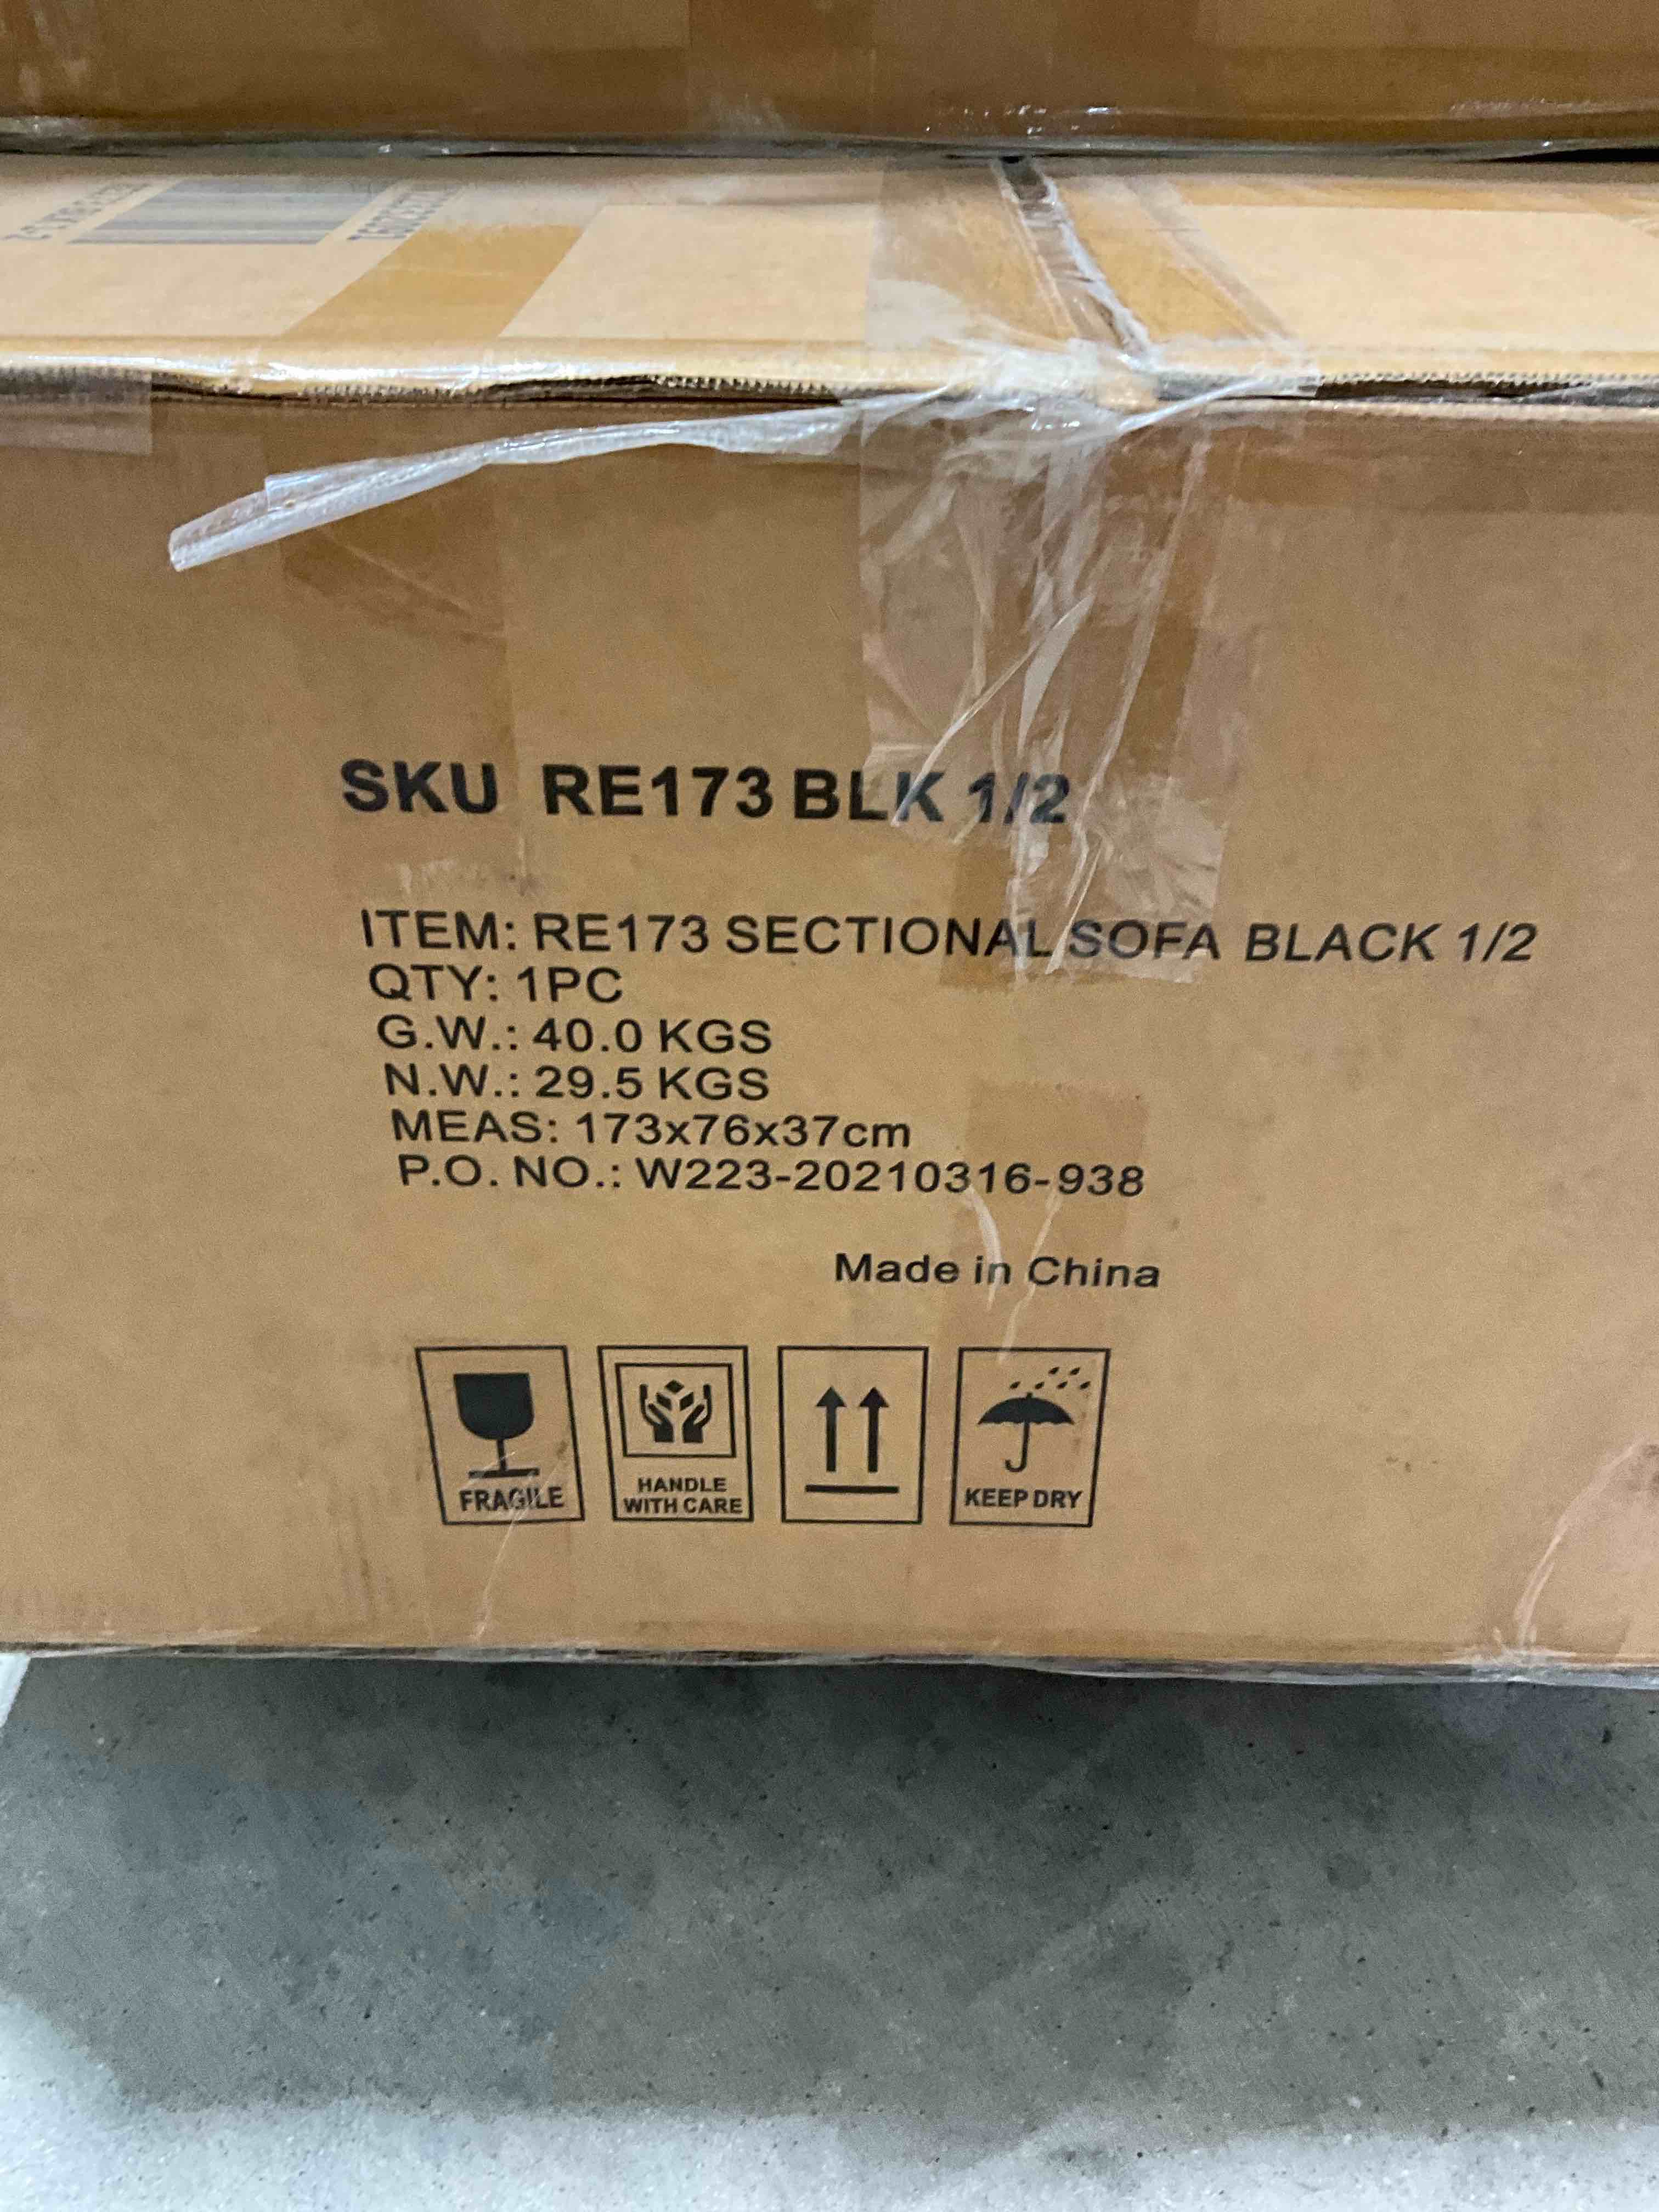 SKU RE173 BLK 1/2
ITEM: RE173 SECTIONAL SOFA BLACK 1/2
QTY: 1PC
G.W.: 40.0 KGS
N.W.: 29.5 KGS
MEAS: 173x76x37cm
P.O. NO.: W223-20210316-938
Made in China
FRAGILE
HANDLE
WITH CARE
KEEP DRY